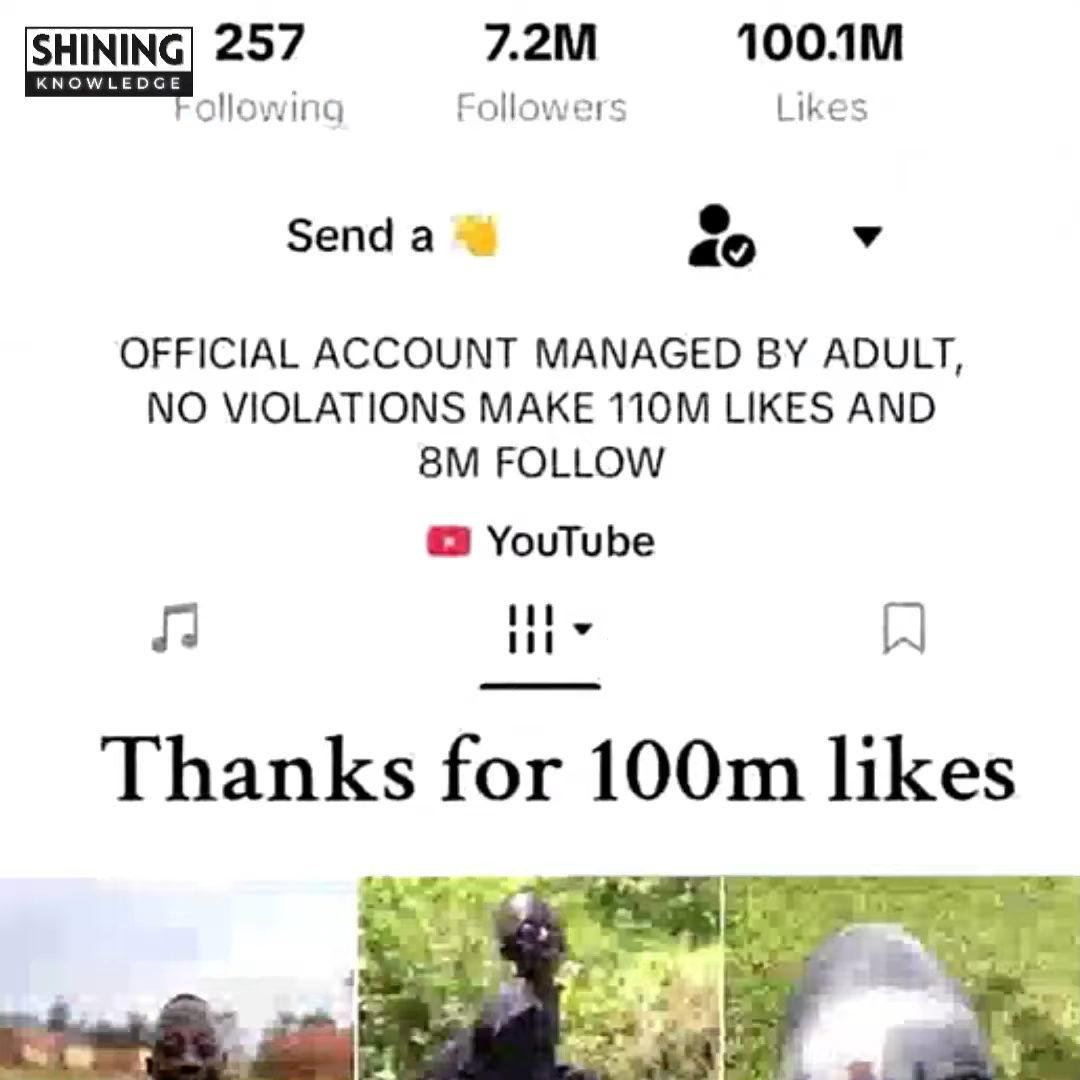 SHINING
KNOWLEDGE
257 7.2M 100.1M
Following Followers Likes
Send a
OFFICIAL ACCOUNT MANAGED BY ADULT,
NO VIOLATIONS MAKE 110M LIKES AND
8M FOLLOW
YouTube
Thanks for 100m likes